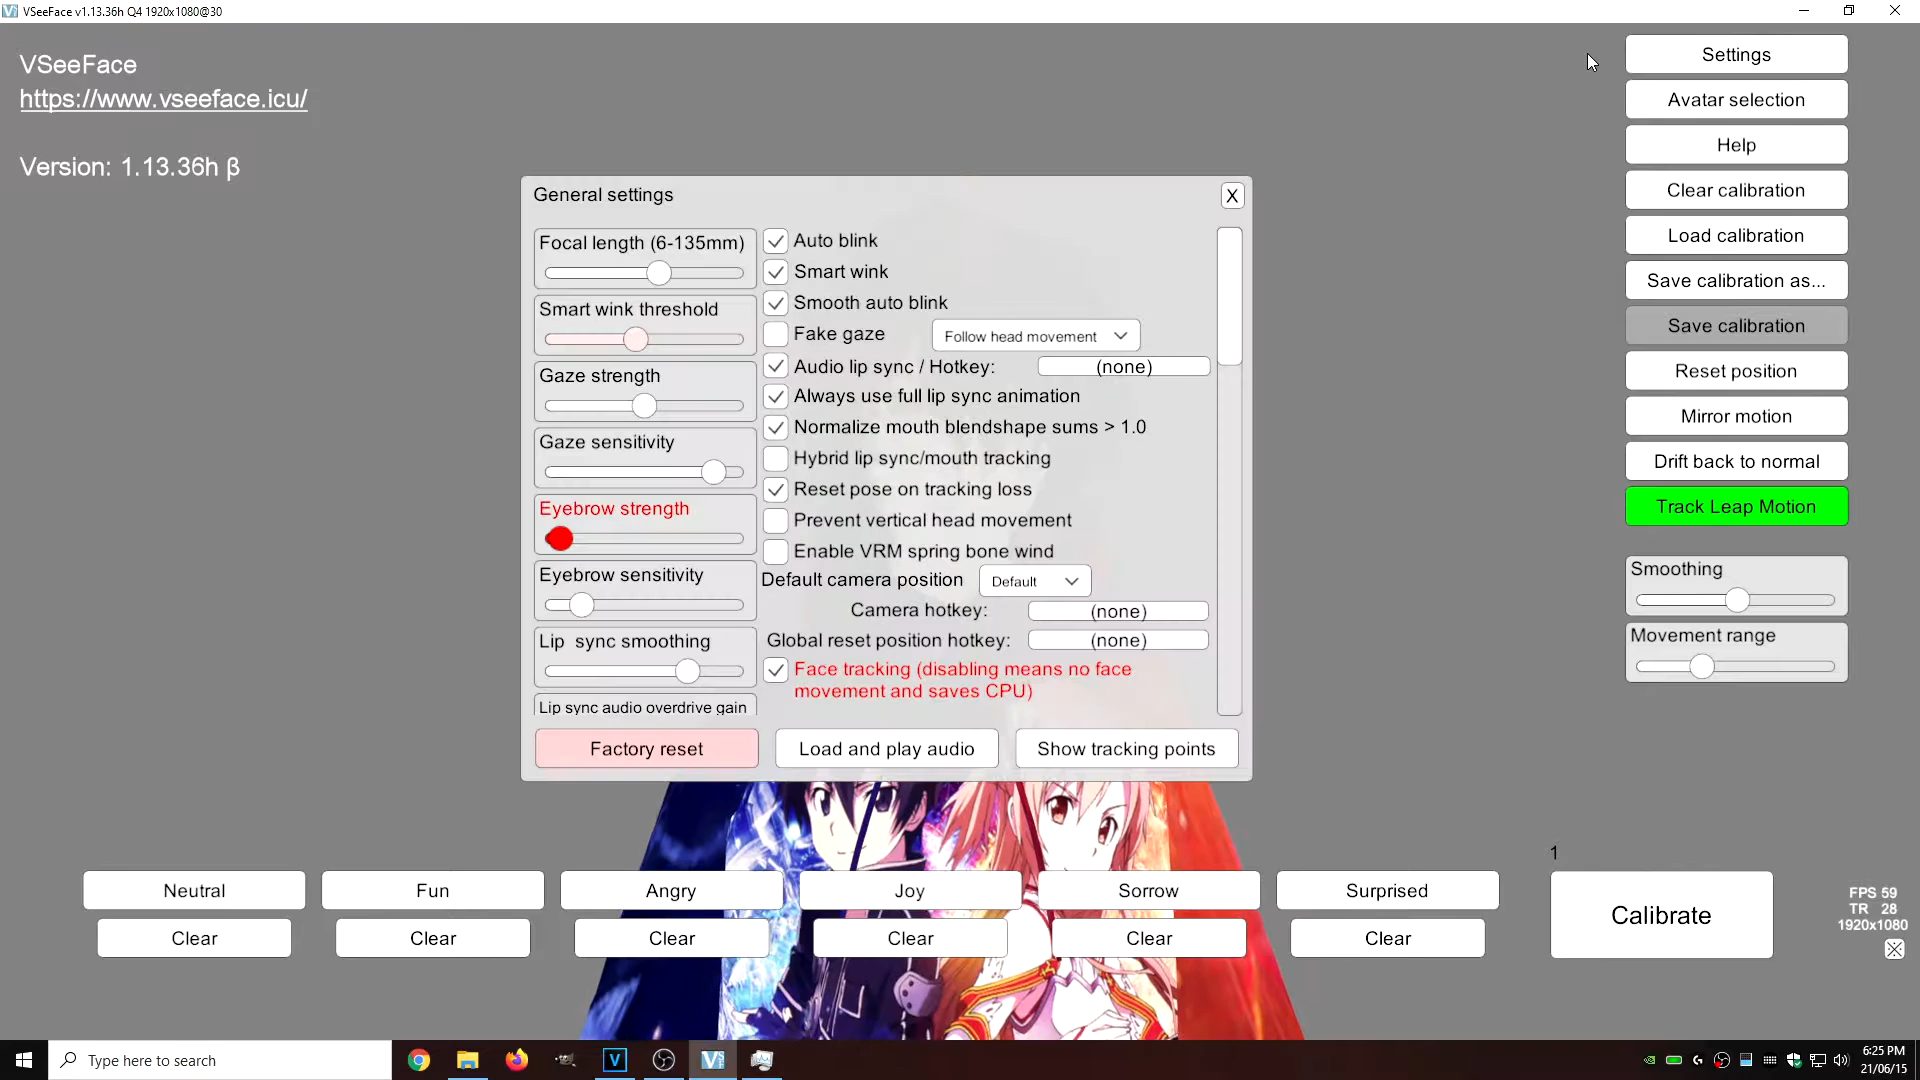 VSeeFace v1.13.36h Q4 1920x1080@30
VSeeFace
https://www.vseeface.icu/
Version: 1.13.36h β
General settings
X
Focal length (6-135mm)
Smart wink threshold
Gaze strength
Gaze sensitivity
Eyebrow strength
Eyebrow sensitivity
Lip sync smoothing
Lip sync audio overdrive gain
Auto blink
Smart wink
Smooth auto blink
Fake gaze
Follow head movement
Audio lip sync / Hotkey:
(none)
Always use full lip sync animation
Normalize mouth blendshape sums > 1.0
Hybrid lip sync/mouth tracking
Reset pose on tracking loss
Prevent vertical head movement
Enable VRM spring bone wind
Default camera position
Default
Camera hotkey:
(none)
Global reset position hotkey:
(none)
Face tracking (disabling means no face
movement and saves CPU)
Factory reset
Load and play audio
Show tracking points
Settings
Avatar selection
Help
Clear calibration
Load calibration
Save calibration as...
Save calibration
Reset position
Mirror motion
Drift back to normal
Track Leap Motion
Smoothing
Movement range
1
Neutral
Fun
Angry
Joy
Sorrow
Surprised
Clear
Clear
Clear
Clear
Clear
Clear
Calibrate
FPS 59
TR 28
1920x1080
Type here to search
6:25 PM
21/06/15